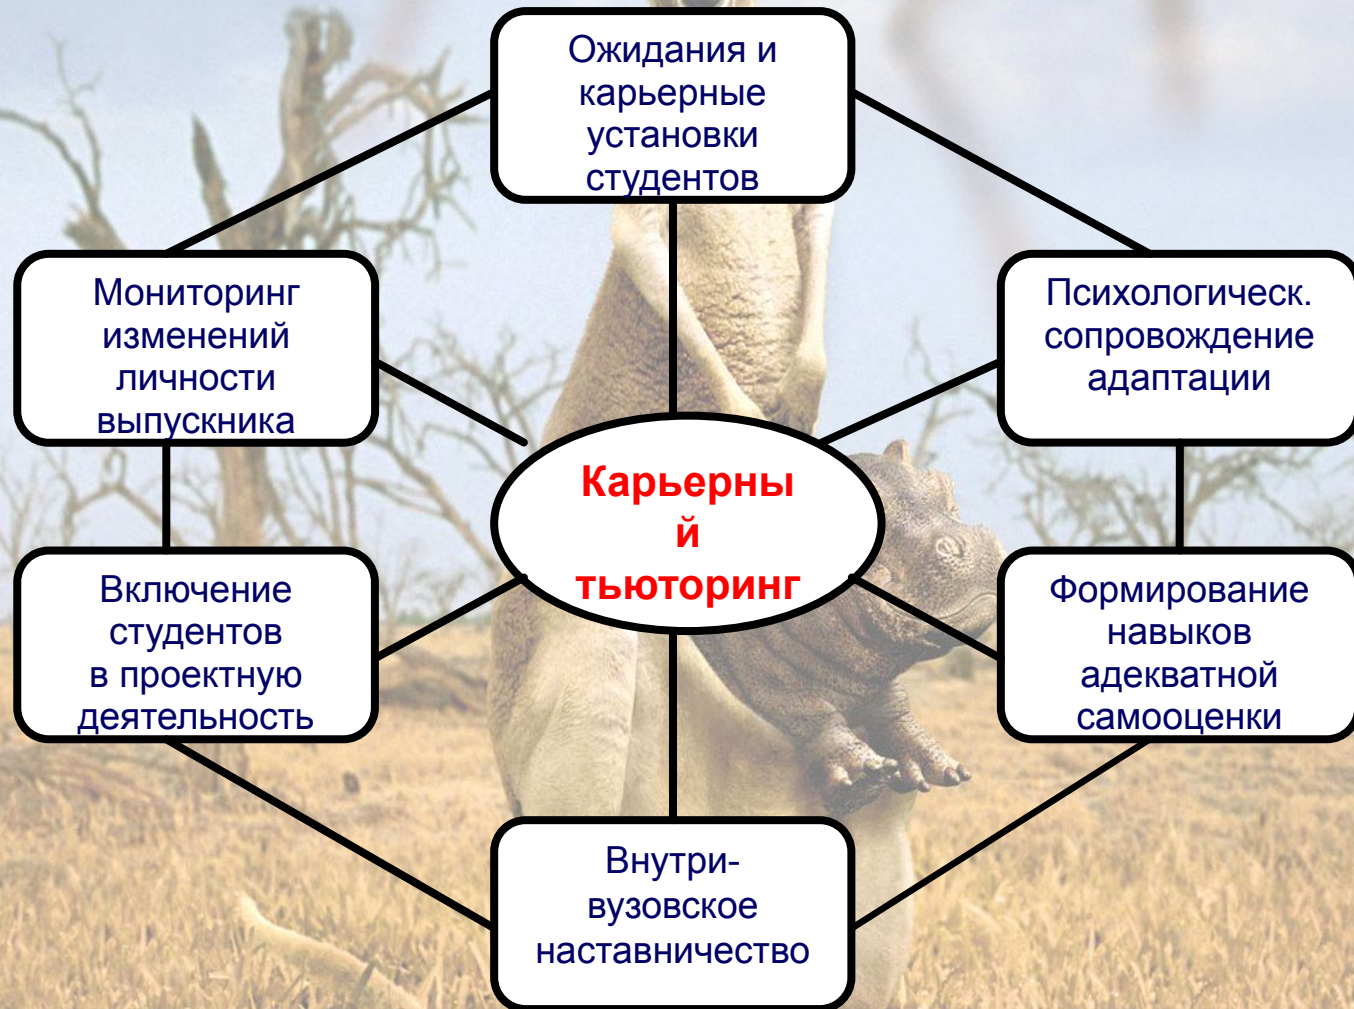 Ожидания и
карьерные
установки
студентов
Мониторинг
изменений
личности
выпускника
Психологическ.
сопровождение
адаптации
Карьерны
й
тьюторинг
Включение
студентов
в проектную
деятельность
Формирование
навыков
адекватной
самооценки
Внутри-
вузовское
наставничество